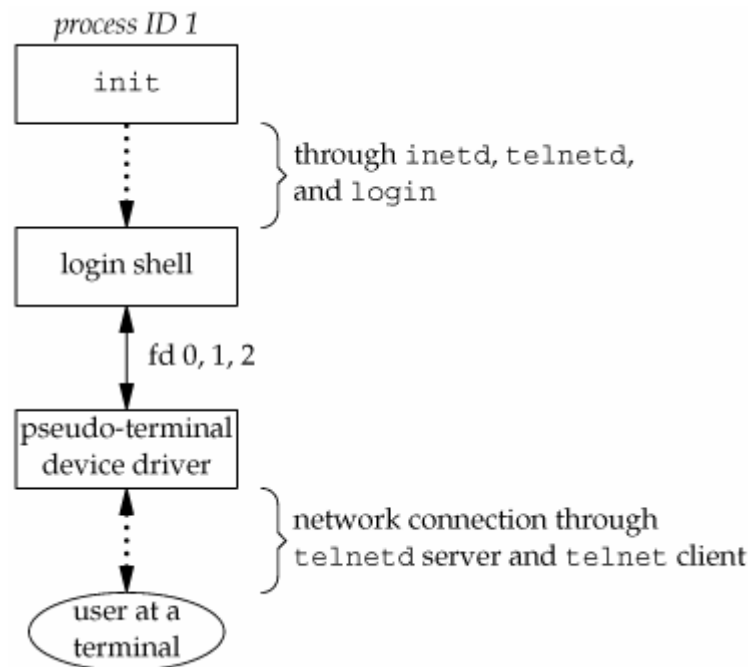 process ID 1
init
through inetd, telnetd,
and login
login shell
fd 0, 1, 2
pseudo-terminal
device driver
network connection through
telnetd server and telnet client
user at a
terminal